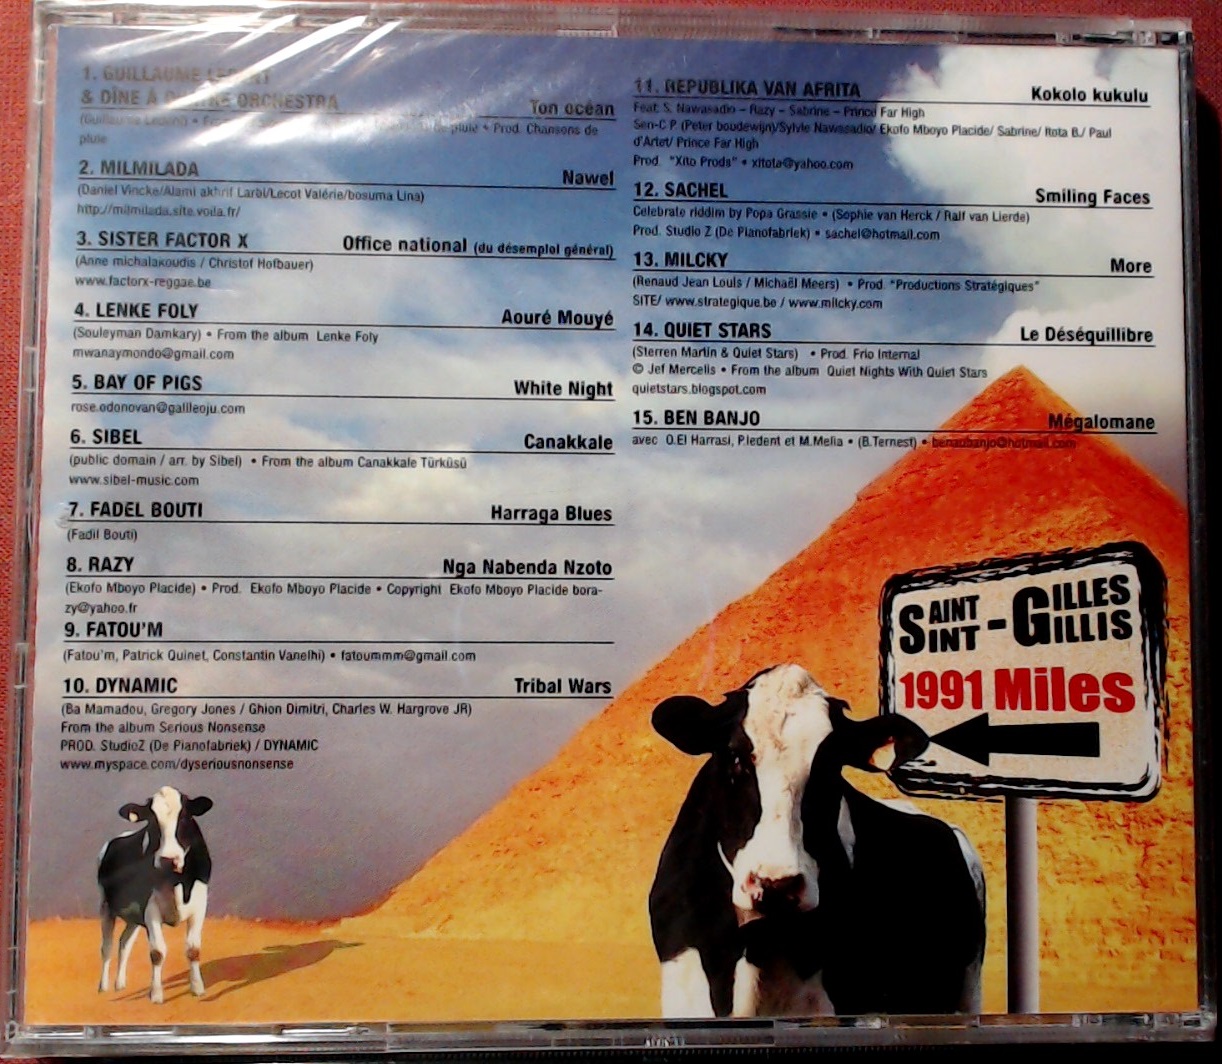 1. GUILLAUME
& DÎNE À QUATRE ORCHESTRA Ton océan
(Guillaume Ledent) • de pluie • Prod. Chansons de
pluie
2. MILMILADA Nawel
(Daniel Vincke/Alami akhrif Larbi/Lecot Valérie/bosuma Lina)
http://milmilada.site.voila.fr/
3. SISTER FACTOR X Office national (du désemploi général)
(Anne michalakoudis / Christof Hofbauer)
www.factorx-reggae.be
4. LENKE FOLY Aouré Mouyé
(Souleyman Damkary) • From the album Lenke Foly
mwanaymondo@gmail.com
5. BAY OF PIGS White Night
rose.odonovan@galileoju.com
6. SIBEL Canakkale
(public domain / arr. by Sibel) • From the album Canakkale Türküsü
www.sibel-music.com
7. FADEL BOUTI Harraga Blues
(Fadil Bouti)
8. RAZY Nga Nabenda Nzoto
(Ekofo Mboyo Placide) • Prod. Ekofo Mboyo Placide • Copyright Ekofo Mboyo Placide bora-
zy@yahoo.fr
9. FATOU'M
(Fatou'm, Patrick Quinet, Constantin Vanelhi) • fatoummm@gmail.com
10. DYNAMIC Tribal Wars
(Ba Mamadou, Gregory Jones / Ghion Dimitri, Charles W. Hargrove JR)
From the album Serious Nonsense
PROD. StudioZ (De Pianofabriek) / DYNAMIC
www.myspace.com/dyseriousnonsense
11. REPUBLIKA VAN AFRITA Kokolo kukulu
Feat. S. Nawasadio – Razy – Sabrine – Prince Far High
Sen-C P. (Peter boudewijn)/Sylvie Nawasadio/ Ekofo Mboyo Placide/ Sabrine/ Rota B./ Paul
d'Artet/ Prince Far High
Prod. "Xito Prods" • xitola@yahoo.com
12. SACHEL Smiling Faces
Celebrate riddim by Popa Grassie • (Sophie van Herck / Ralf van Lierde)
Prod. Studio Z (De Pianofabriek) • sachel@hotmail.com
13. MILCKY More
(Renaud Jean Louis / Michaël Meers) • Prod. "Productions Stratégiques"
SITE/ www.strategique.be / www.milcky.com
14. QUIET STARS Le Déséquillibre
(Sterren Martin & Quiet Stars) • Prod. Frio Internal
© Jef Mercelis • From the album Quiet Nights With Quiet Stars
quietstars.blogspot.com
15. BEN BANJO Mégalomane
avec O.El Harrasi, P.ledent et M.Melia • (B.Ternest) • benaubanjo@hotmail.com
SAINT
SINT - GILLES
GILLIS
1991 Miles